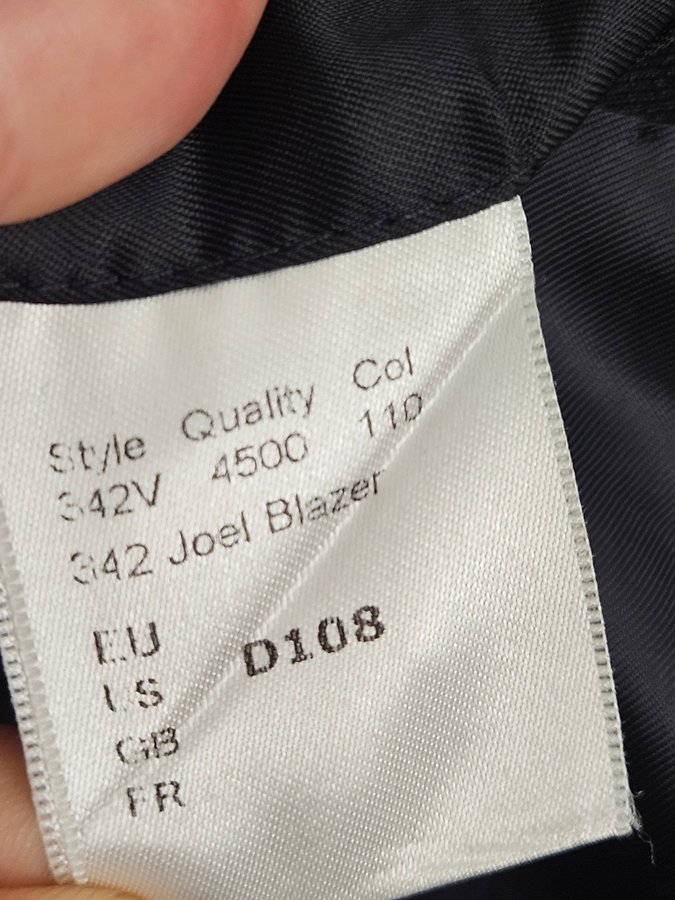 Style Quality Col
342V 4500 110
342 Joel Blazer
EU D108
US
GB
FR